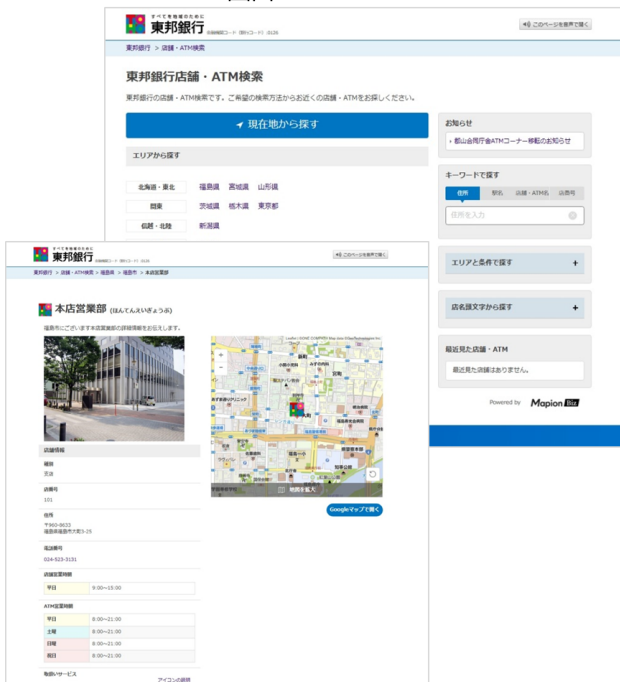 すべてを地域のために
東邦銀行
このページを音声で聴く
東邦銀行 > 店舗・ATM検索
東邦銀行店舗・ATM検索
東邦銀行の店舗・ATM検索です。ご希望の検索方法からお近くの店舗・ATMをお探しください。
現在地から探す
エリアから探す
北海道・東北 福島県 宮城県 山形県
関東 茨城県 栃木県 東京都
信越・北陸 新潟県
お知らせ
郡山合同庁舎ATMコーナー移転のお知らせ
キーワードで探す
住所 駅名 店舗・ATM名 店番号
住所を入力
エリアと条件で探す +
店名頭文字から探す +
最近見た店舗・ATM
最近見た店舗はありません。
Powered by Mapion Biz
すべてを地域のために
東邦銀行
このページを音声で聴く
東邦銀行 > 店舗・ATM検索 > 福島県 > 福島市 > 本店営業部
本店営業部 (ほんてんえいぎょうぶ)
福島市にございます本店営業部の詳細情報をお伝えします。
地図を拡大
Googleマップで開く
店舗情報
種別
店番号
101
住所
〒960-8633
福島県福島市大町3-25
電話番号
024-523-3131
店舗営業時間
平日 9:00～15:00
ATM営業時間
平日 8:00～21:00
土曜 8:00～21:00
日曜 8:00～21:00
祝日 8:00～21:00
取扱いサービス
アイコンの説明